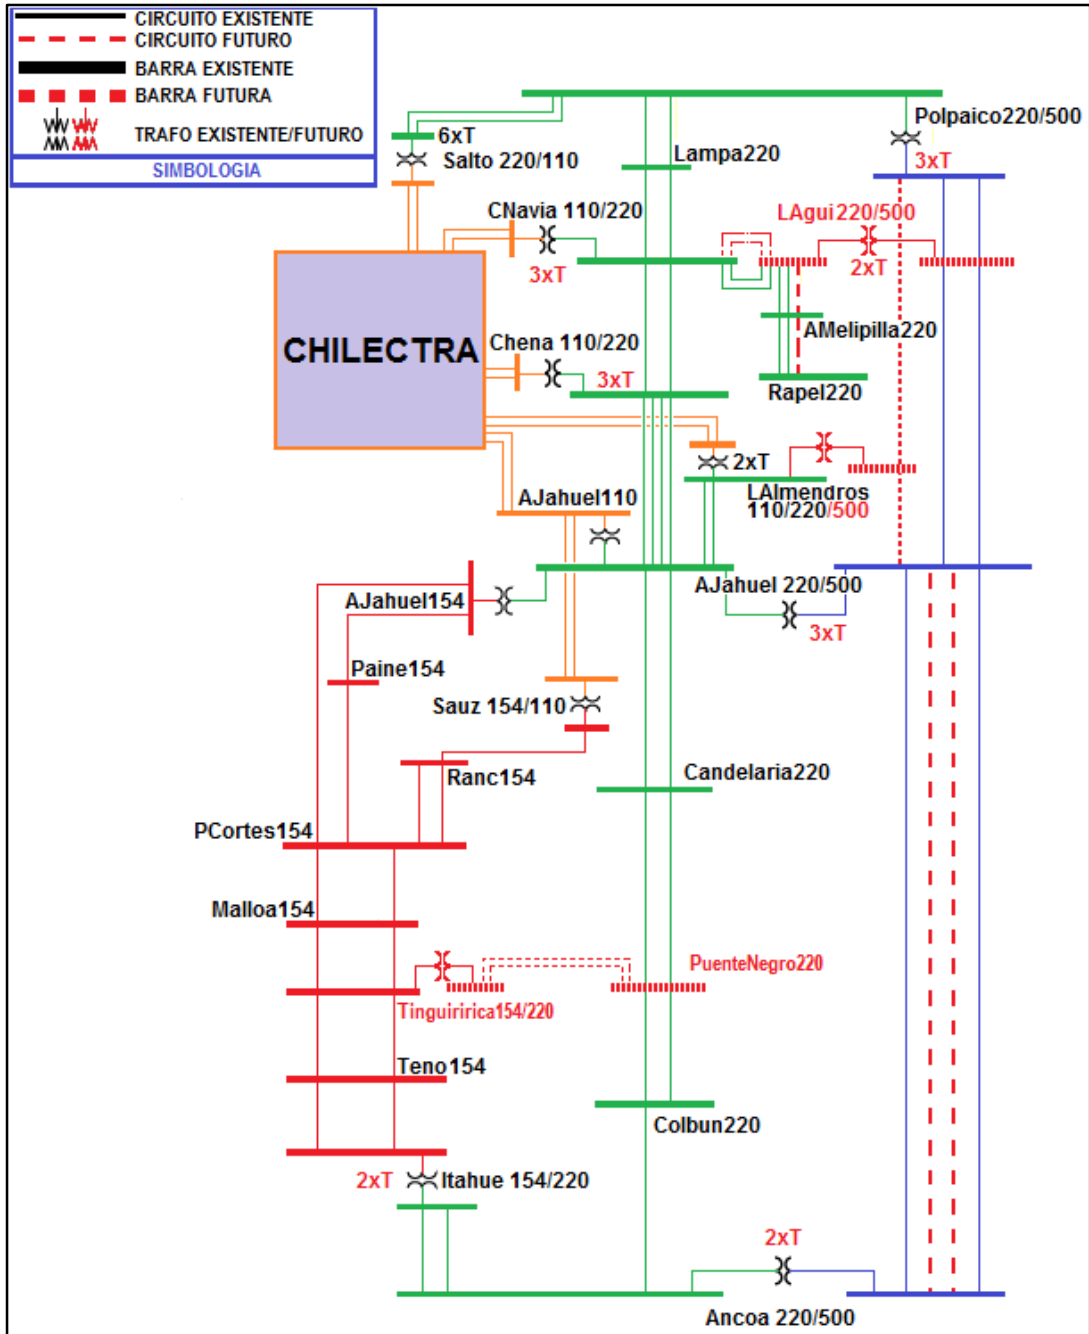 CIRCUITO EXISTENTE
CIRCUITO FUTURO
BARRA EXISTENTE
BARRA FUTURA
TRAFO EXISTENTE/FUTURO
SIMBOLOGIA
6xT
Salto 220/110
Lampa220
Polpaico220/500
3xT
CNavia 110/220
3xT
LAgui220/500
2xT
AMelipilla220
Rapel220
CHILECTRA
Chena 110/220
3xT
2xT
LAlmendros
110/220/500
AJahuel110
AJahuel 220/500
3xT
AJahuel154
Paine154
Sauz 154/110
Ranc154
Candelaria220
PCortes154
Malloa154
PuenteNegro220
Tinguiririca154/220
Teno154
Colbun220
2xT
Itahue 154/220
2xT
Ancoa 220/500